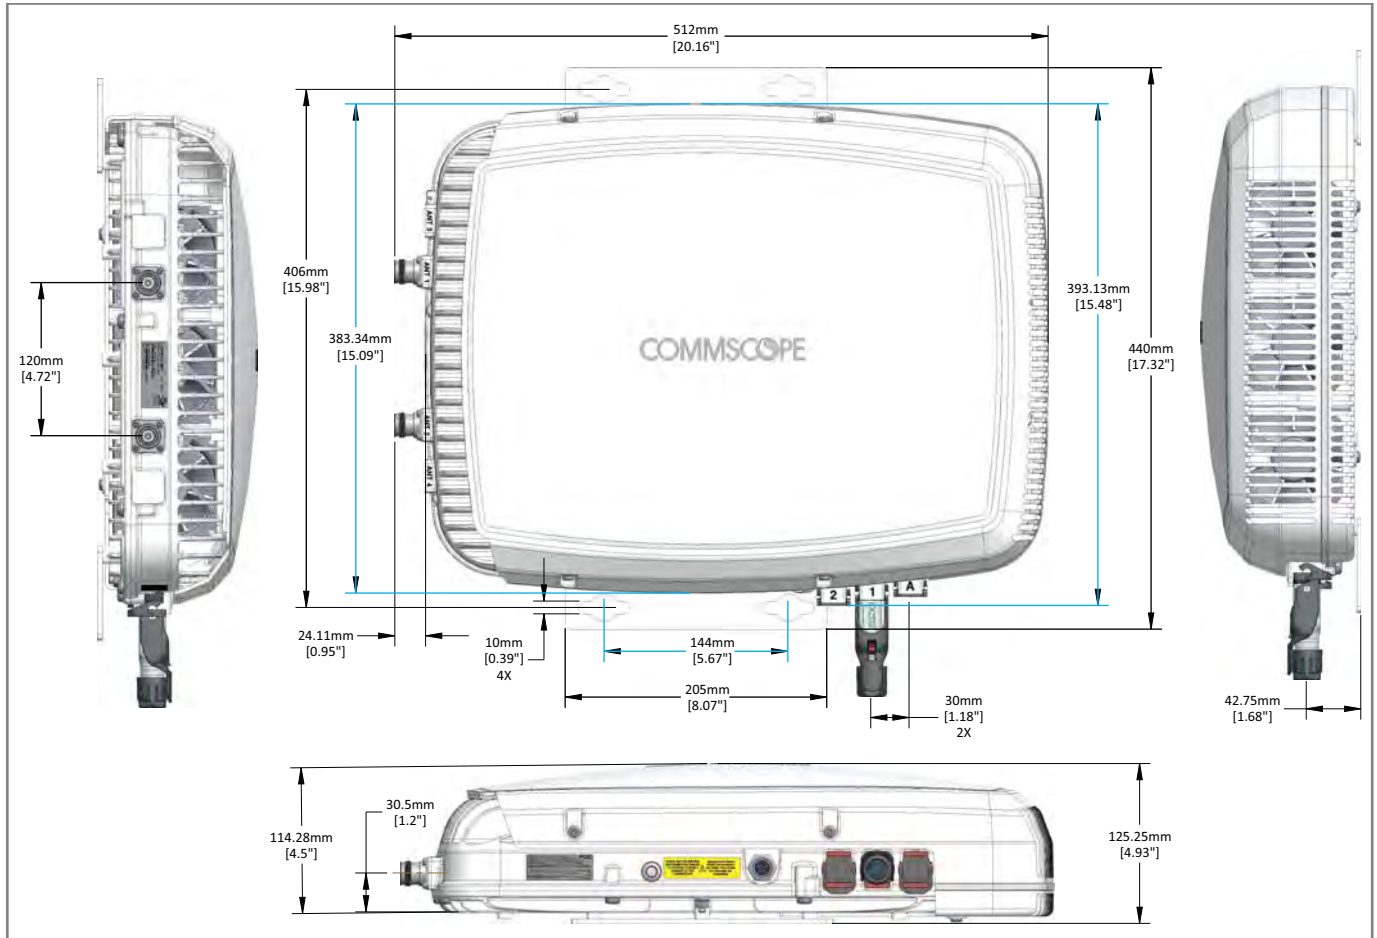 512mm
[20.16"]
ANT 3
ANT 1
406mm
[15.98"]
393.13mm
[15.48"]
383.34mm
[15.09"]
COMMSCOPE
440mm
[17.32"]
120mm
[4.72"]
ANT 2
ANT 4
2
1
A
24.11mm
[0.95"]
10mm
[0.39"]
4X
144mm
[5.67"]
205mm
[8.07"]
30mm
[1.18"]
2X
42.75mm
[1.68"]
30.5mm
[1.2"]
114.28mm
[4.5"]
125.25mm
[4.93"]